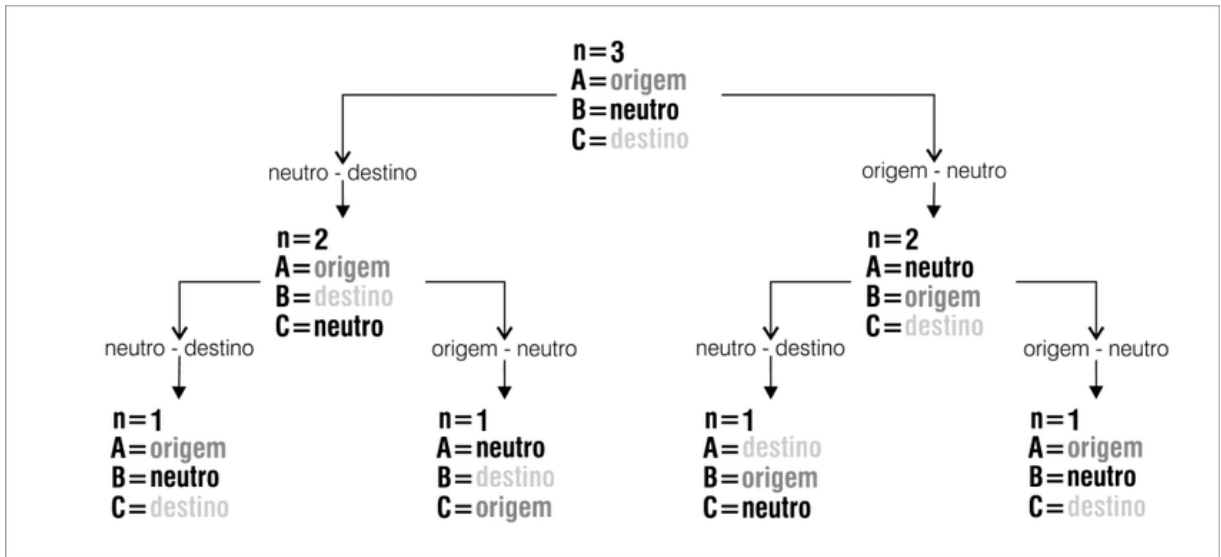 n=3
A=origem
B=neutro
C=destino
neutro - destino
origem - neutro
n=2
A=origem
B=destino
C=neutro
n=2
A=neutro
B=origem
C=destino
neutro - destino
origem - neutro
neutro - destino
origem - neutro
n=1
A=origem
B=neutro
C=destino
n=1
A=neutro
B=destino
C=origem
n=1
A=destino
B=origem
C=neutro
n=1
A=origem
B=neutro
C=destino